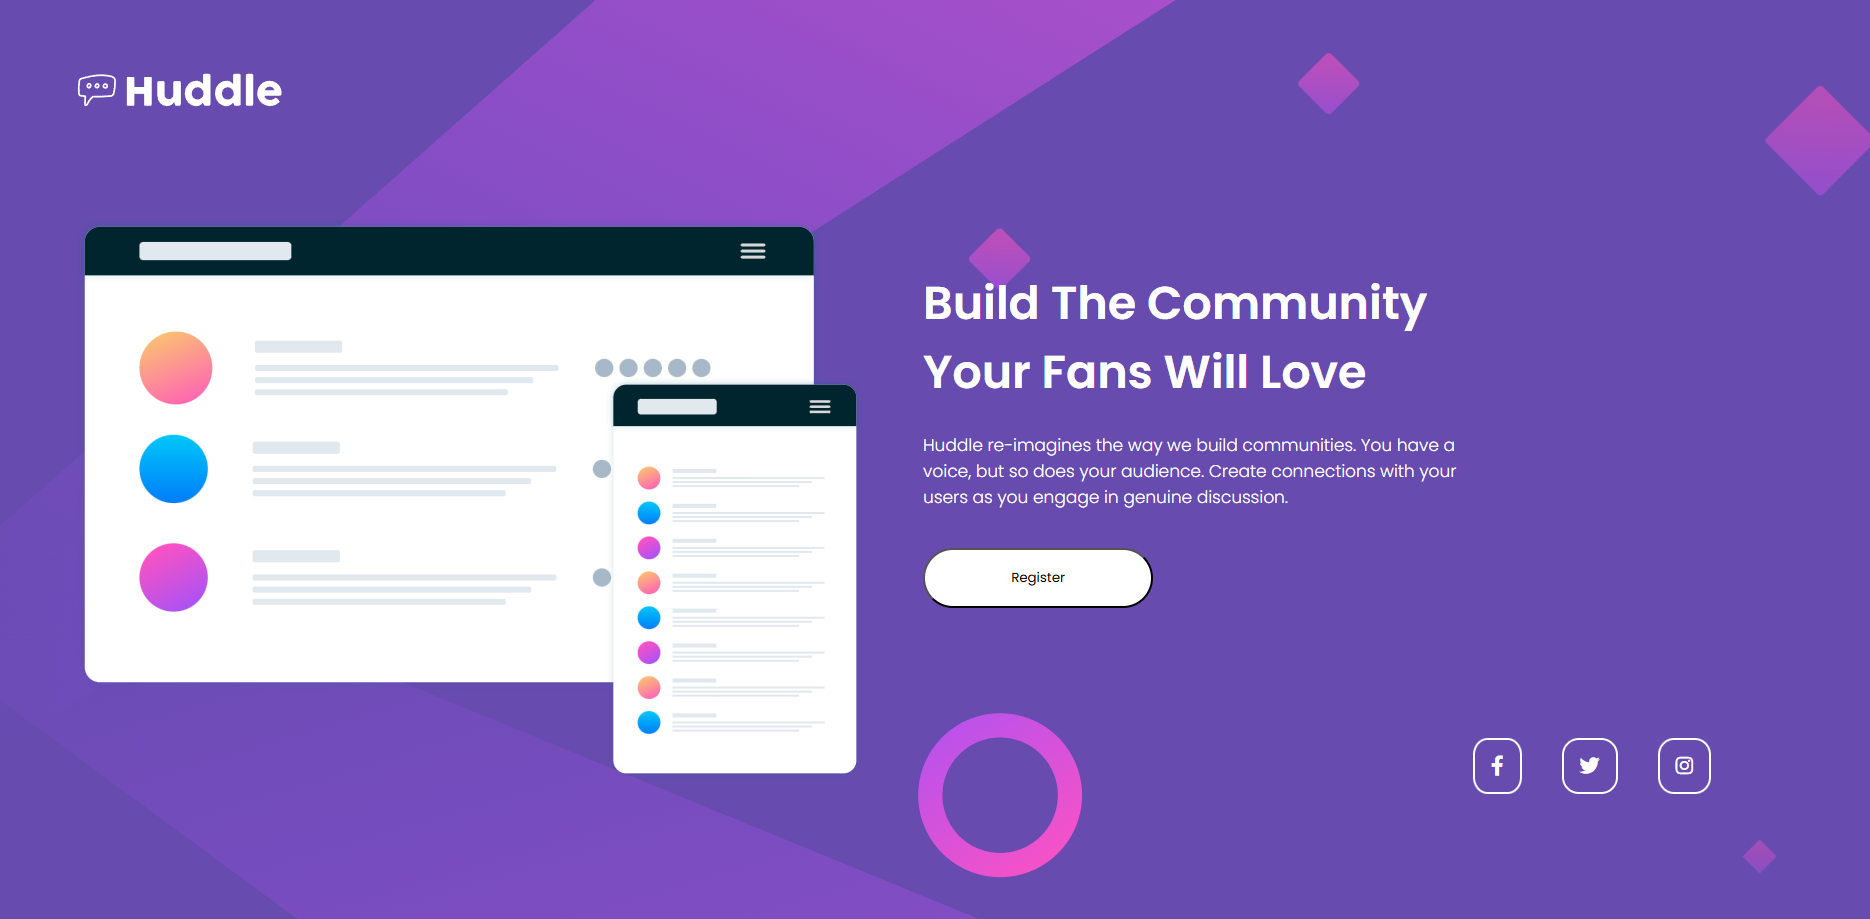 Huddle
Build The Community
Your Fans Will Love
Huddle re-imagines the way we build communities. You have a
voice, but so does your audience. Create connections with your
users as you engage in genuine discussion.
Register